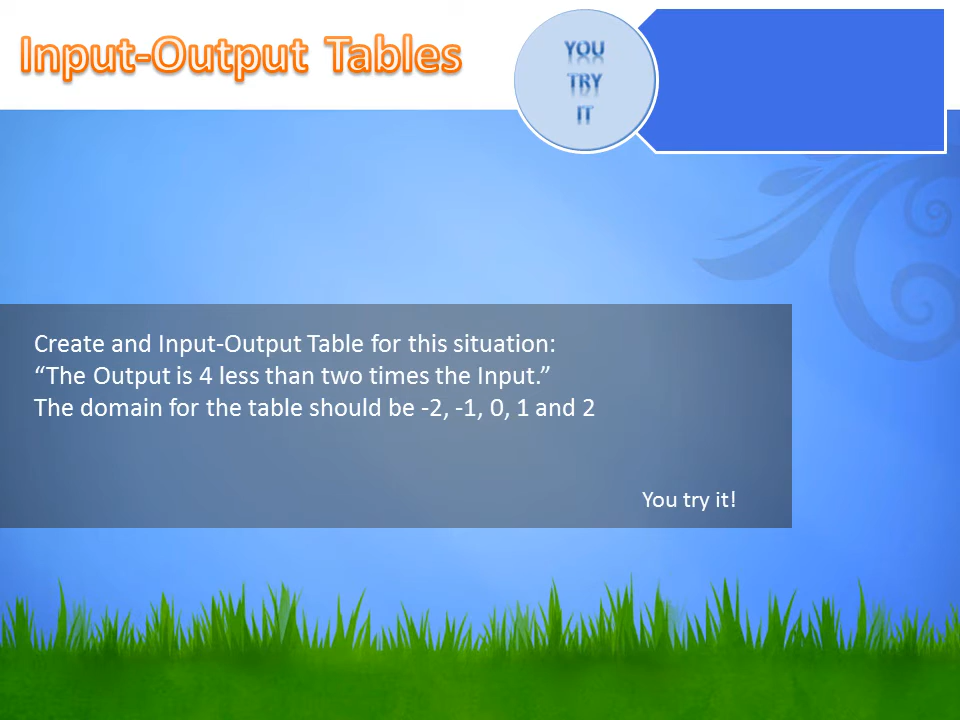 Input-Output Tables
YOU
TRY
IT
Create and Input-Output Table for this situation:
“The Output is 4 less than two times the Input.”
The domain for the table should be -2, -1, 0, 1 and 2
You try it!